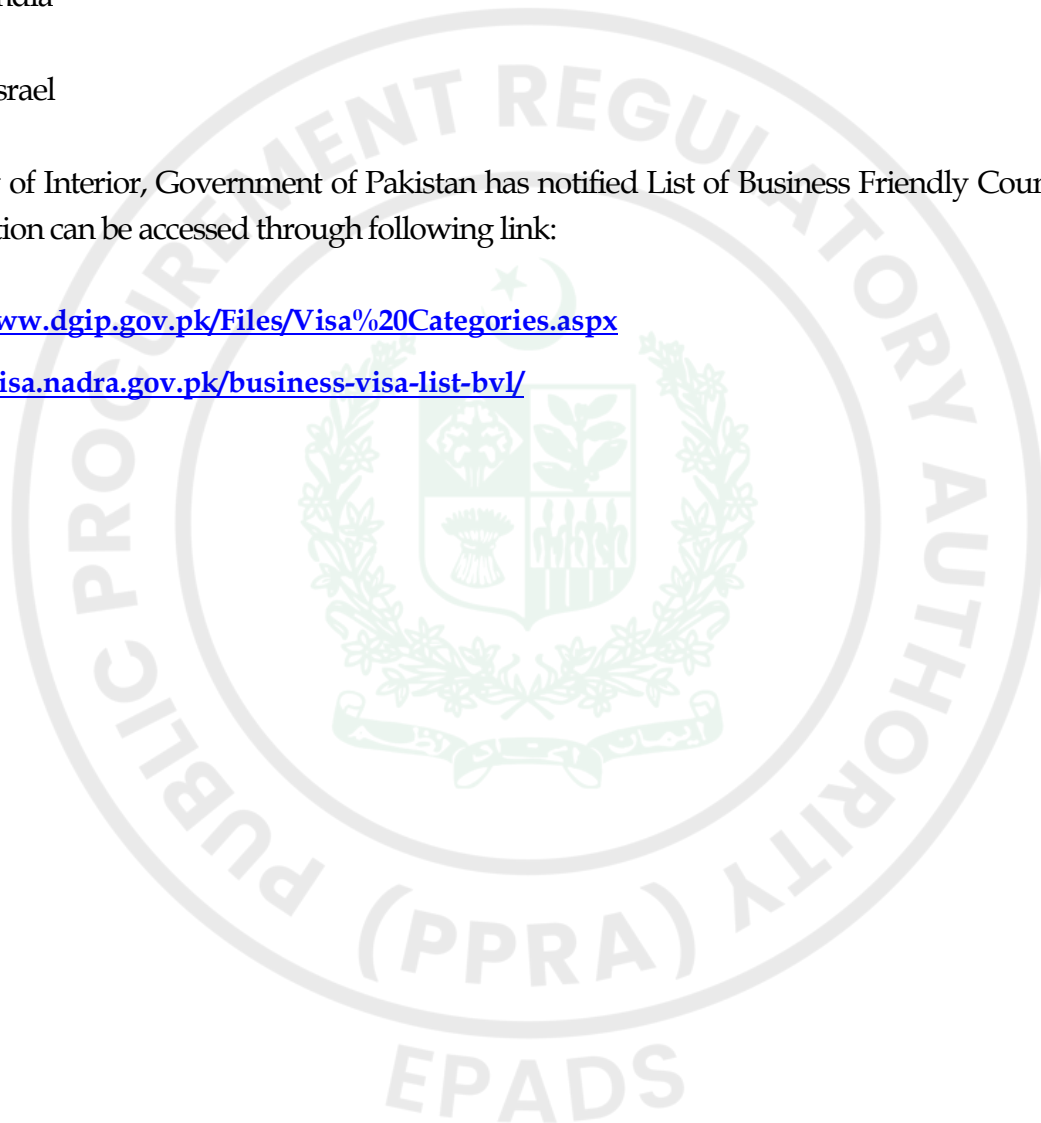 ndia
srael
of Interior, Government of Pakistan has notified List of Business Friendly Cour
tion can be accessed through following link:
ww.dgip.gov.pk/Files/Visa%20Categories.aspx
isa.nadra.gov.pk/business-visa-list-bvl/
PUBLIC PROCUREMENT REGULATORY AUTHORITY
(PPRA)
EPADS